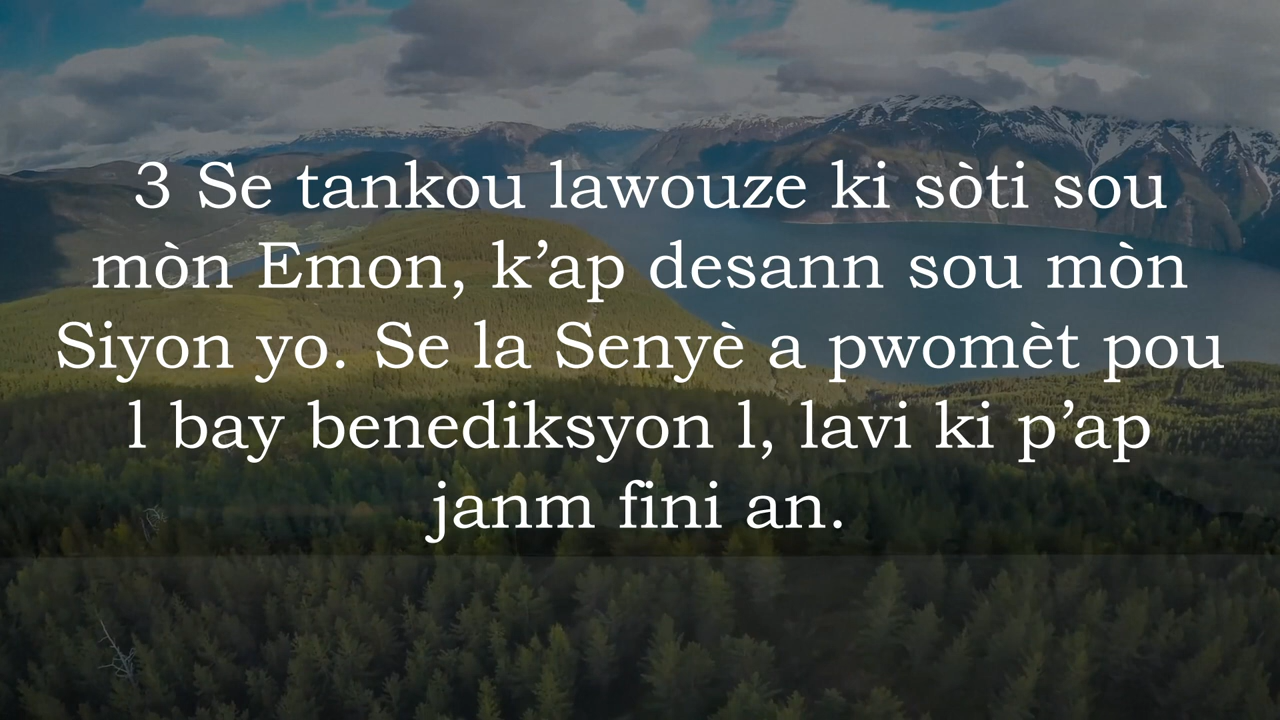 3 Se tankou lawouze ki sòti sou
mòn Emon, k’ap desann sou mòn
Siyon yo. Se la Senyè a pwomèt pou
l bay benediksyon l, lavi ki p’ap
janm fini an.